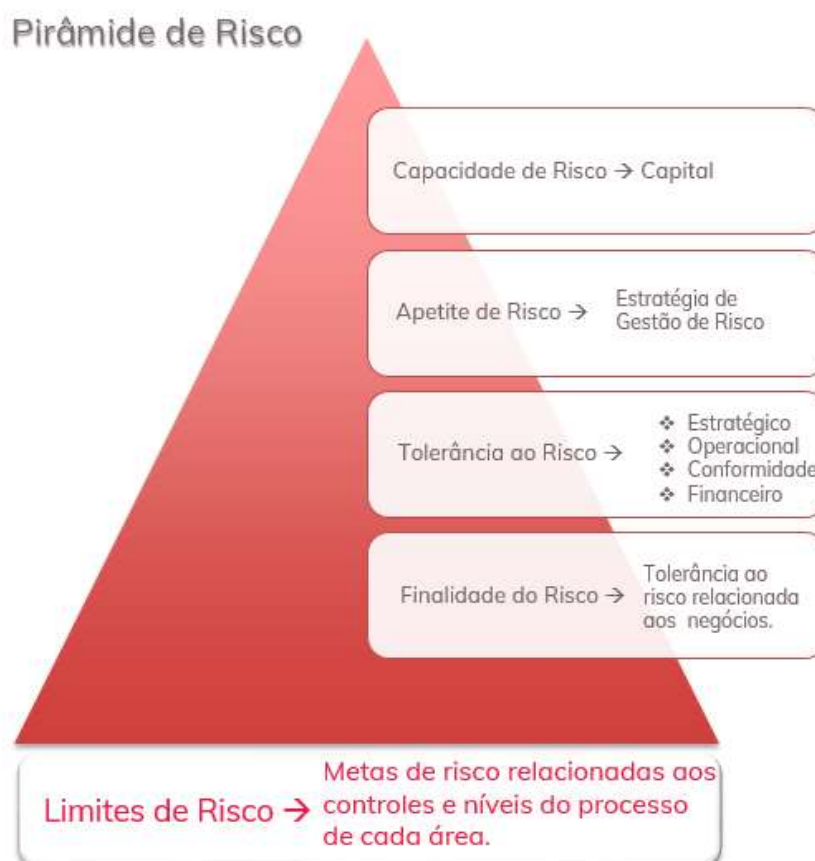 Pirâmide de Risco
Capacidade de Risco → Capital
Apetite de Risco → Estratégia de
Gestão de Risco
Tolerância ao Risco →
❖ Estratégico
❖ Operacional
❖ Conformidade
❖ Financeiro
Finalidade do Risco →
Tolerância ao
risco relacionada
aos negócios.
Limites de Risco →
Metas de risco relacionadas aos
controles e níveis do processo
de cada área.